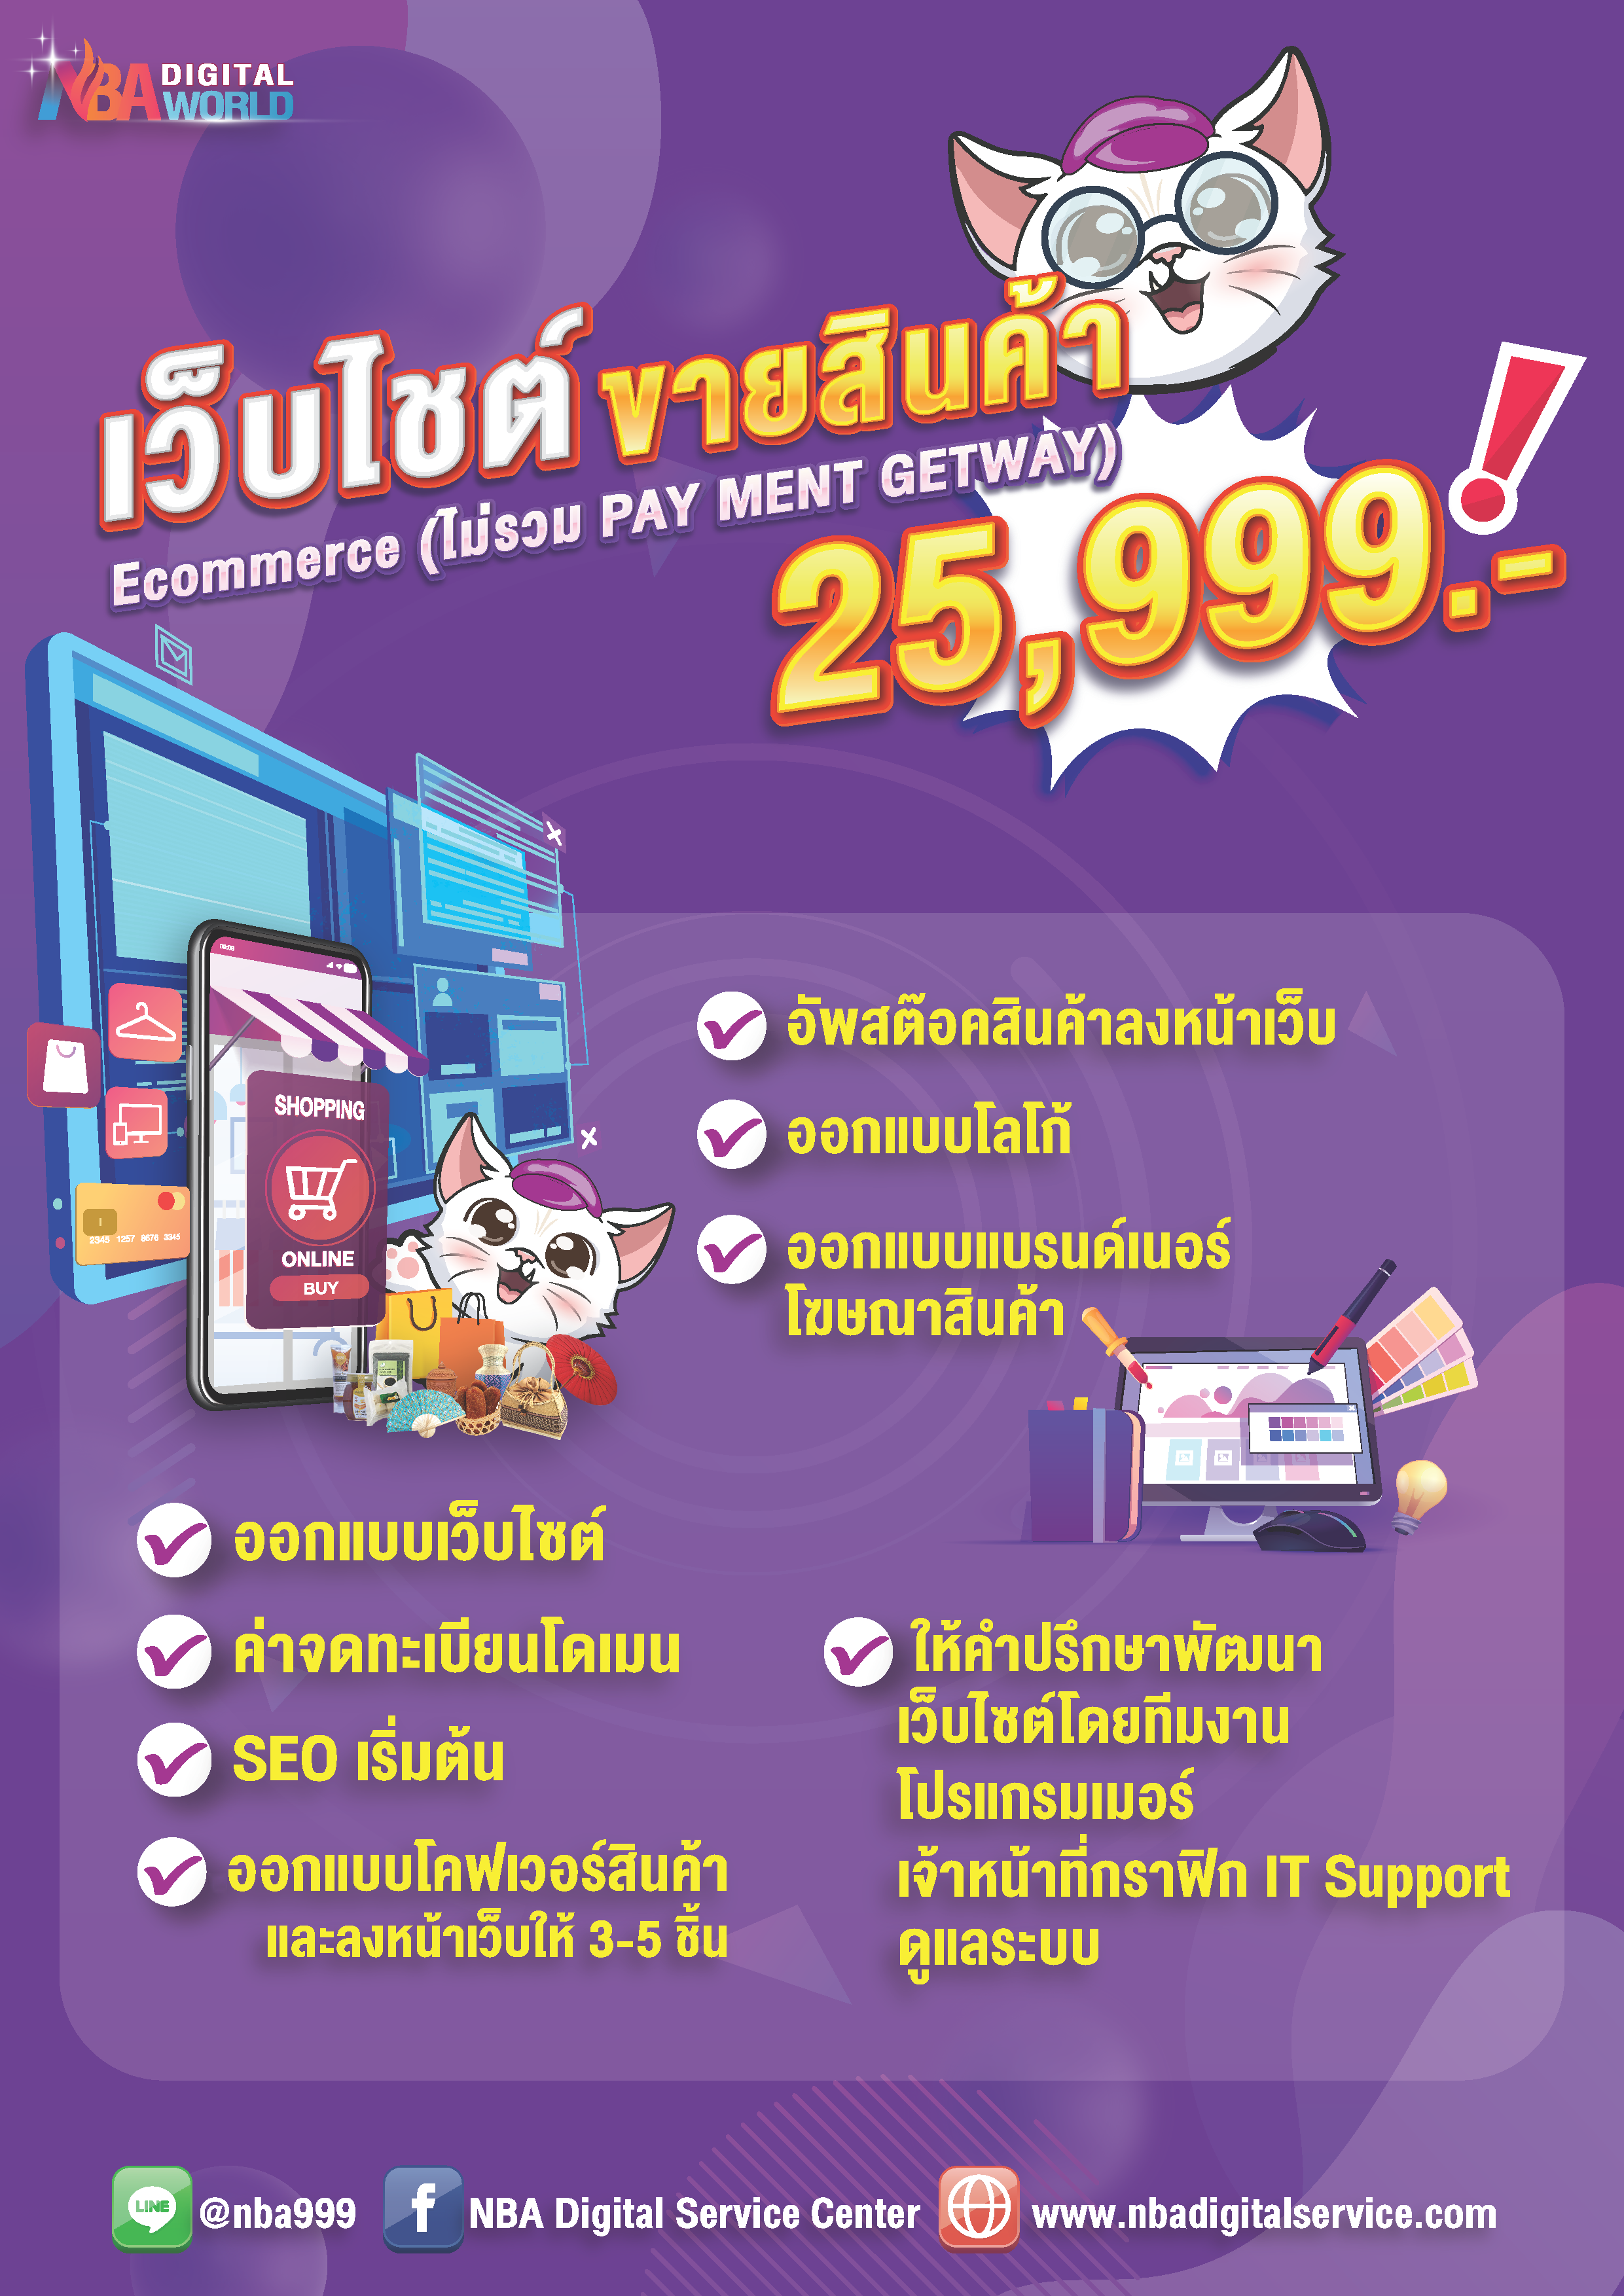 NBA DIGITAL
WORLD
เว็บไชต์ ขายสินค้า
Ecommerce (ไม่รวม PAY MENT GETWAY)
25,999.-
!
09:08
SHOPPING
ONLINE
BUY
2345 1257 8676 3345
อัพสต๊อคสินค้าลงหน้าเว็บ
ออกแบบโลโก้
ออกแบบแบรนด์เนอร์
โฆษณาสินค้า
ออกแบบเว็บไซต์
ค่าจดทะเบียนโดเมน
SEO เริ่มต้น
ออกแบบโคฟเวอร์สินค้า
และลงหน้าเว็บให้ 3-5 ชิ้น
ให้คำปรึกษาพัฒนา
เว็บไซต์โดยทีมงาน
โปรแกรมเมอร์
เจ้าหน้าที่กราฟิก IT Support
ดูแลระบบ
LINE @nba999 f NBA Digital Service Center www.nbadigitalservice.com